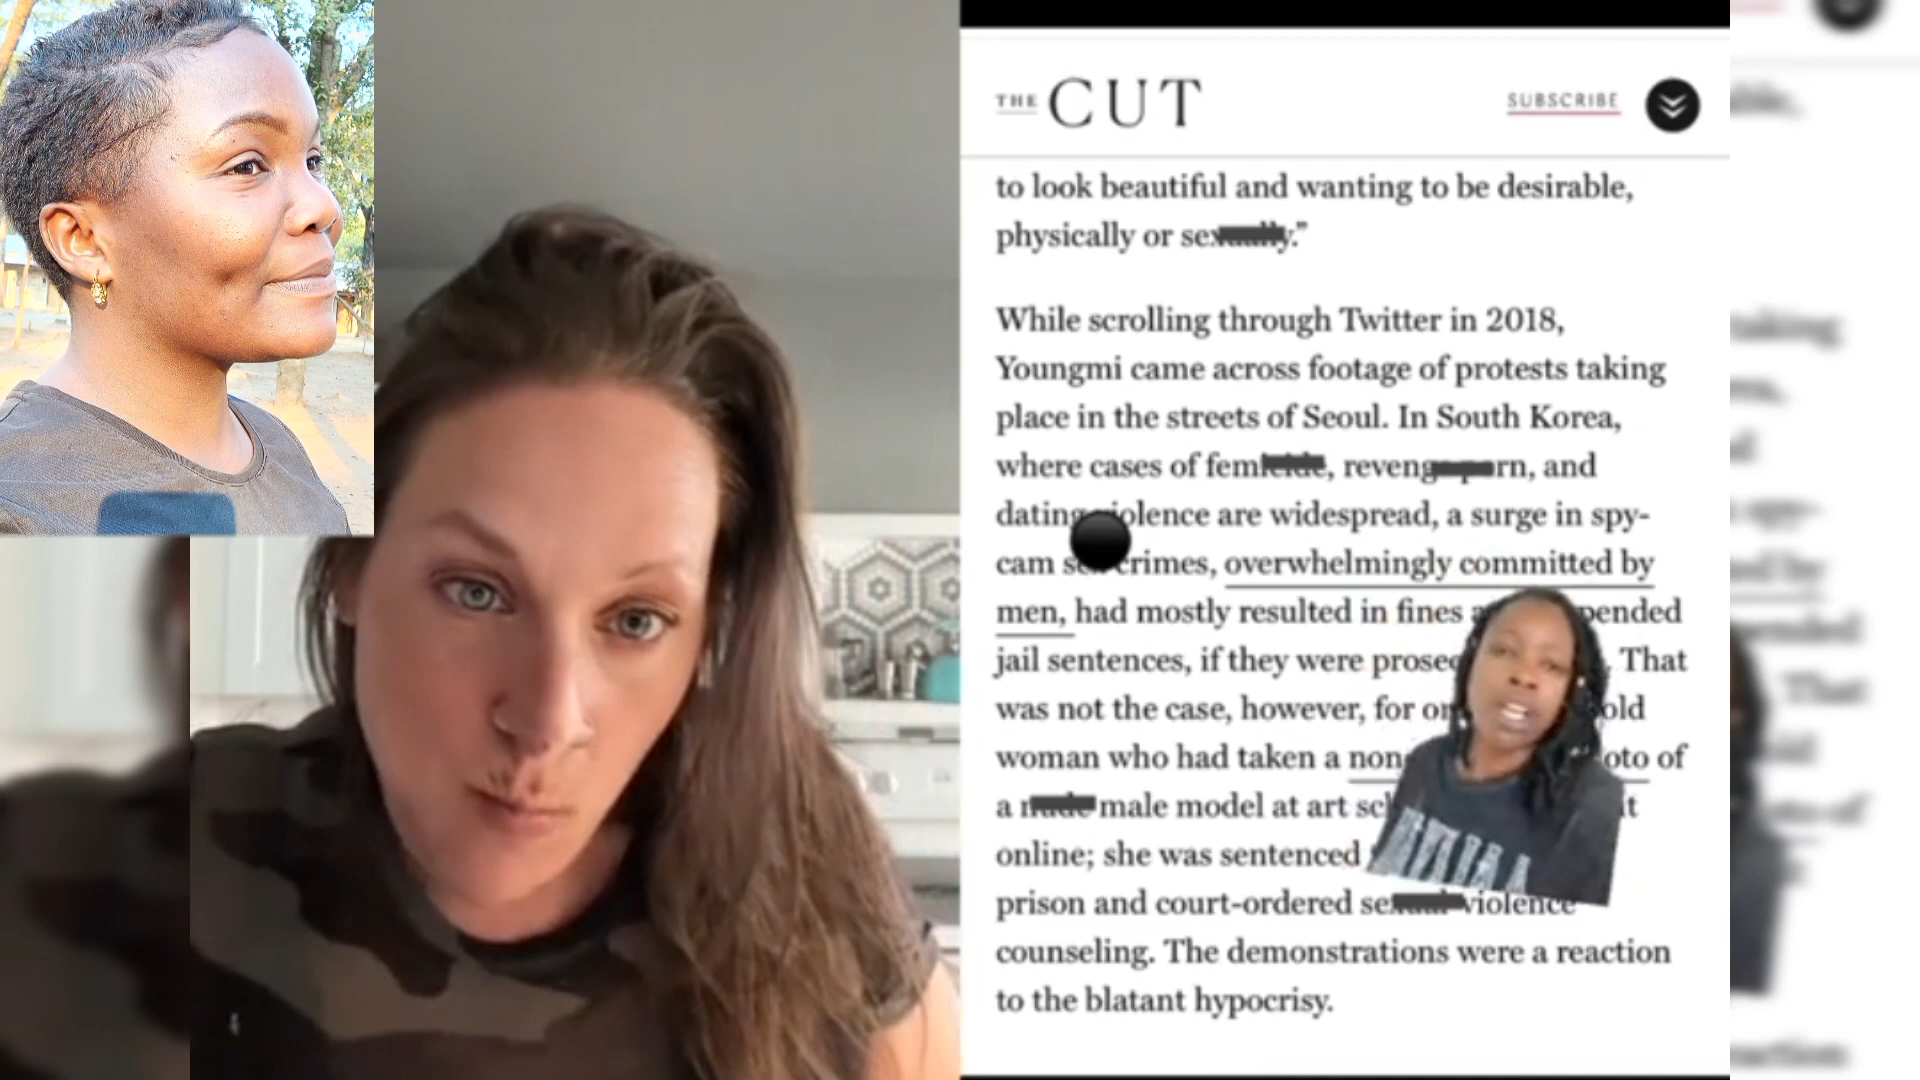 THE CUT
SUBSCRIBE
to look beautiful and wanting to be desirable,
physically or sex y."
While scrolling through Twitter in 2018,
Youngmi came across footage of protests taking
place in the streets of Seoul. In South Korea,
where cases of fem , reveng rn, and
dating olence are widespread, a surge in spy-
cam s crimes, overwhelmingly committed by
men, had mostly resulted in fines pended
jail sentences, if they were prosec . That
was not the case, however, for old
woman who had taken a non oto of
a male model at art sc it
online; she was sentenced
prison and court-ordered se violence
counseling. The demonstrations were a reaction
to the blatant hypocrisy.